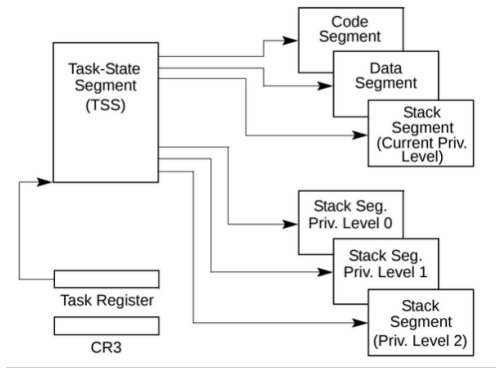 Code
Segment
Task-State
Segment
(TSS)
Data
Segment
Stack
Segment
(Current Priv.
Level)
Stack Seg.
Priv. Level 0
Stack Seg.
Priv. Level 1
Stack
Segment
(Priv. Level 2)
Task Register
CR3